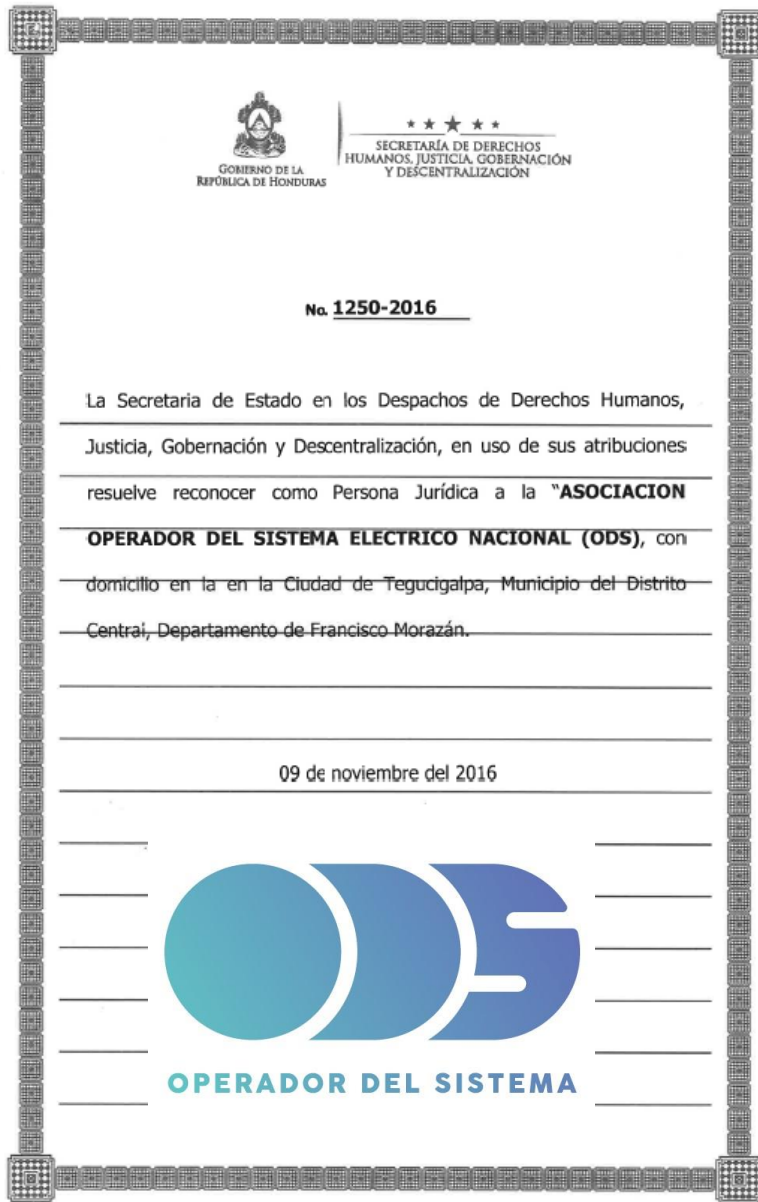 GOBIERNO DE LA
REPÚBLICA DE HONDURAS
SECRETARÍA DE DERECHOS
HUMANOS, JUSTICIA, GOBERNACIÓN
Y DESCENTRALIZACIÓN
No. 1250-2016
La Secretaria de Estado en los Despachos de Derechos Humanos,
Justicia, Gobernación y Descentralización, en uso de sus atribuciones
resuelve reconocer como Persona Jurídica a la "ASOCIACION
OPERADOR DEL SISTEMA ELECTRICO NACIONAL (ODS), con
domicilio en la en la Ciudad de Tegucigalpa, Municipio del Distrito
Central, Departamento de Francisco Morazán.
09 de noviembre del 2016
ODS
OPERADOR DEL SISTEMA